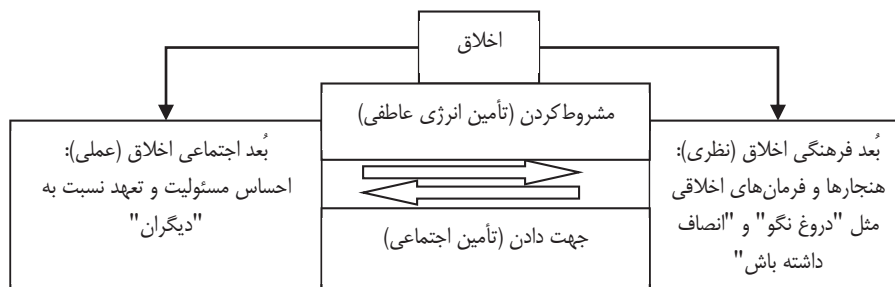 اخلاق
مشروط‌کردن (تأمین انرژی عاطفی)
بُعد فرهنگی اخلاق (نظری):
هنجارها و فرمان‌های اخلاقی
مثل "دروغ نگو" و "انصاف
داشته باش"
بُعد اجتماعی اخلاق (عملی):
احساس مسئولیت و تعهد نسبت به
"دیگران"
جهت دادن (تأمین اجتماعی)